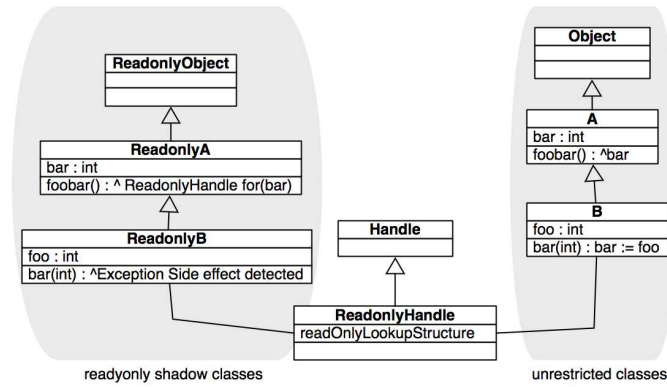 ReadonlyObject
ReadonlyA
bar : int
foobar() : ^ ReadonlyHandle for(bar)
ReadonlyB
foo : int
bar(int) : ^Exception Side effect detected
readyonly shadow classes
Handle
ReadonlyHandle
readOnlyLookupStructure
Object
A
bar : int
foobar() : ^bar
B
foo : int
bar(int) : bar := foo
unrestricted classes